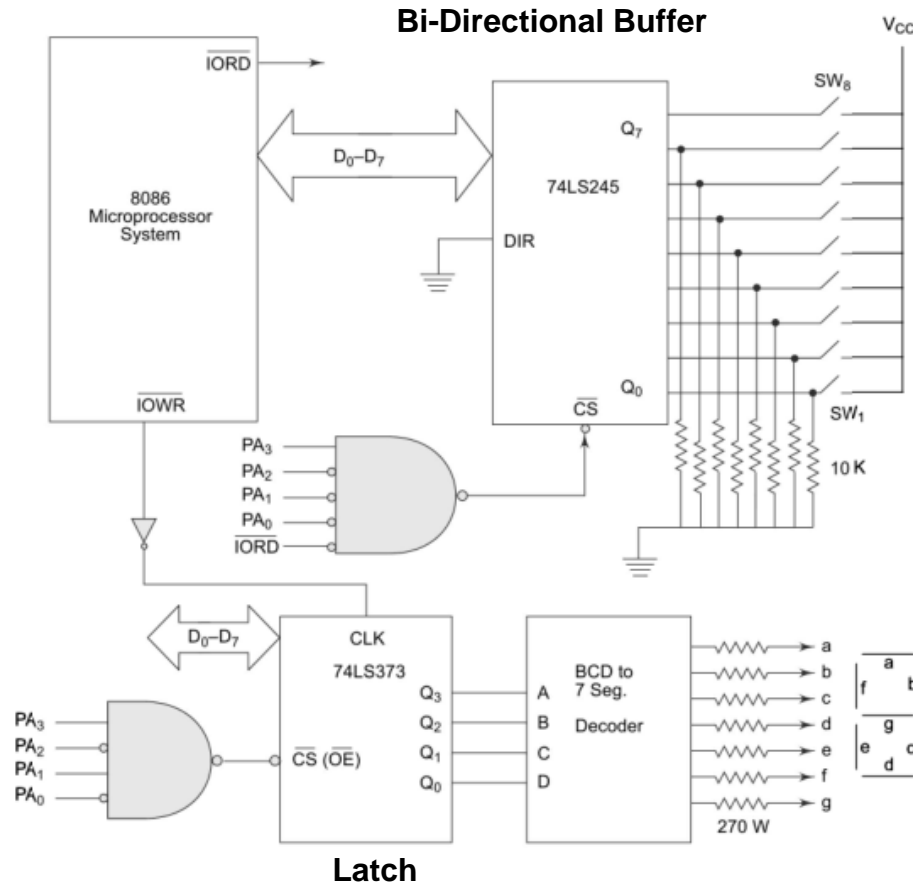 Bi-Directional Buffer
V_CC
IORD
SW₈
Q₇
D₀–D₇
74LS245
8086
Microprocessor
System
DIR
Q₀
IOWR
CS
SW₁
PA₃
PA₂
PA₁
PA₀
IORD
10 K
D₀–D₇
CLK
74LS373
Q₃
Q₂
Q₁
Q₀
CS (OE)
PA₃
PA₂
PA₁
PA₀
A
B
C
D
BCD to
7 Seg.
Decoder
a
b
c
d
e
f
g
270 W
a
f
b
g
e
d
Latch